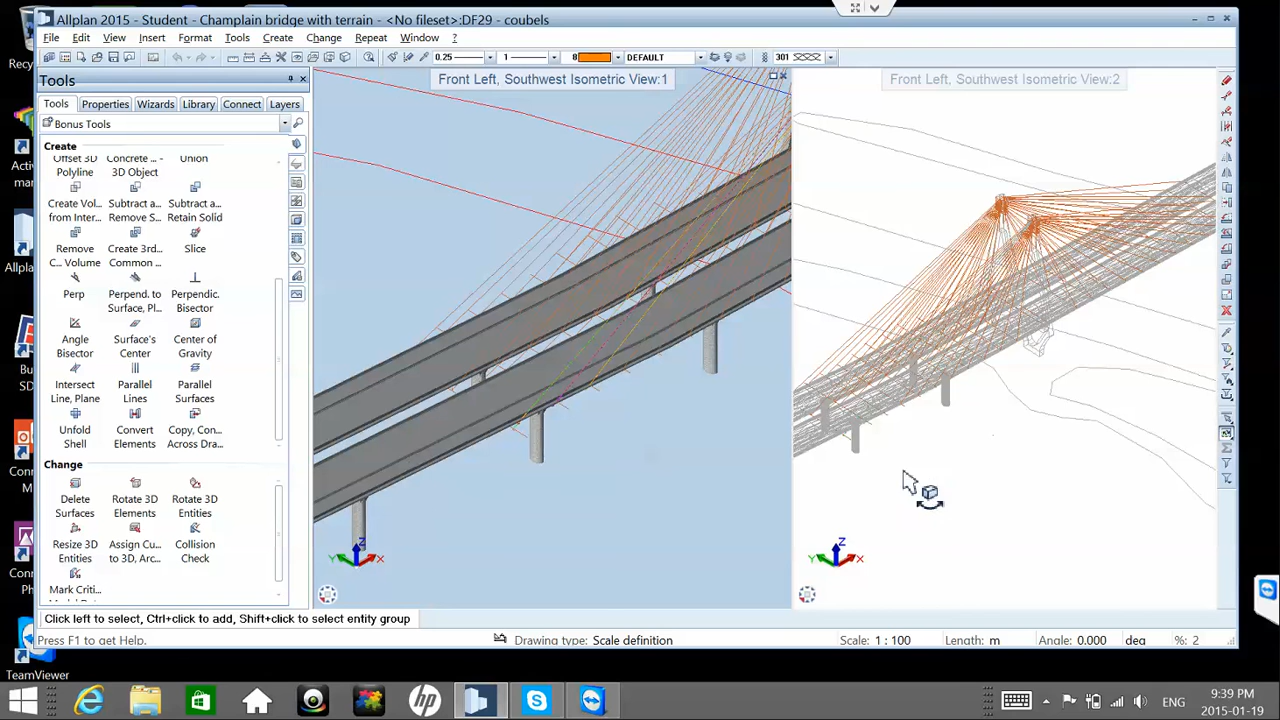 Allplan 2015 - Student - Champlain bridge with terrain - <No fileset>:DF29 - coubels
File Edit View Insert Format Tools Create Change Repeat Window ?
0.25 1 8 DEFAULT 301
Tools
Tools Properties Wizards Library Connect Layers
Bonus Tools
Create
Offset 3D Polyline
Concrete ... 3D Object
Union
Create Vol... from Inter...
Subtract a... Remove S...
Subtract a... Retain Solid
Remove C... Volume
Create 3rd... Common ...
Slice
Perp
Perpend. to Surface, Pl...
Perpendic. Bisector
Angle Bisector
Surface's Center
Center of Gravity
Intersect Line, Plane
Parallel Lines
Parallel Surfaces
Unfold Shell
Convert Elements
Copy, Con... Across Dra...
Change
Delete Surfaces
Rotate 3D Elements
Rotate 3D Entities
Resize 3D Entities
Assign Cu... to 3D, Arc...
Collision Check
Mark Criti...
Front Left, Southwest Isometric View:1
Z
Y X
Front Left, Southwest Isometric View:2
Z
Y X
Click left to select, Ctrl+click to add, Shift+click to select entity group
Press F1 to get Help.
Drawing type: Scale definition
Scale: 1 : 100 Length: m Angle: 0.000 deg %: 2
TeamViewer
hp
ENG
9:39 PM
2015-01-19